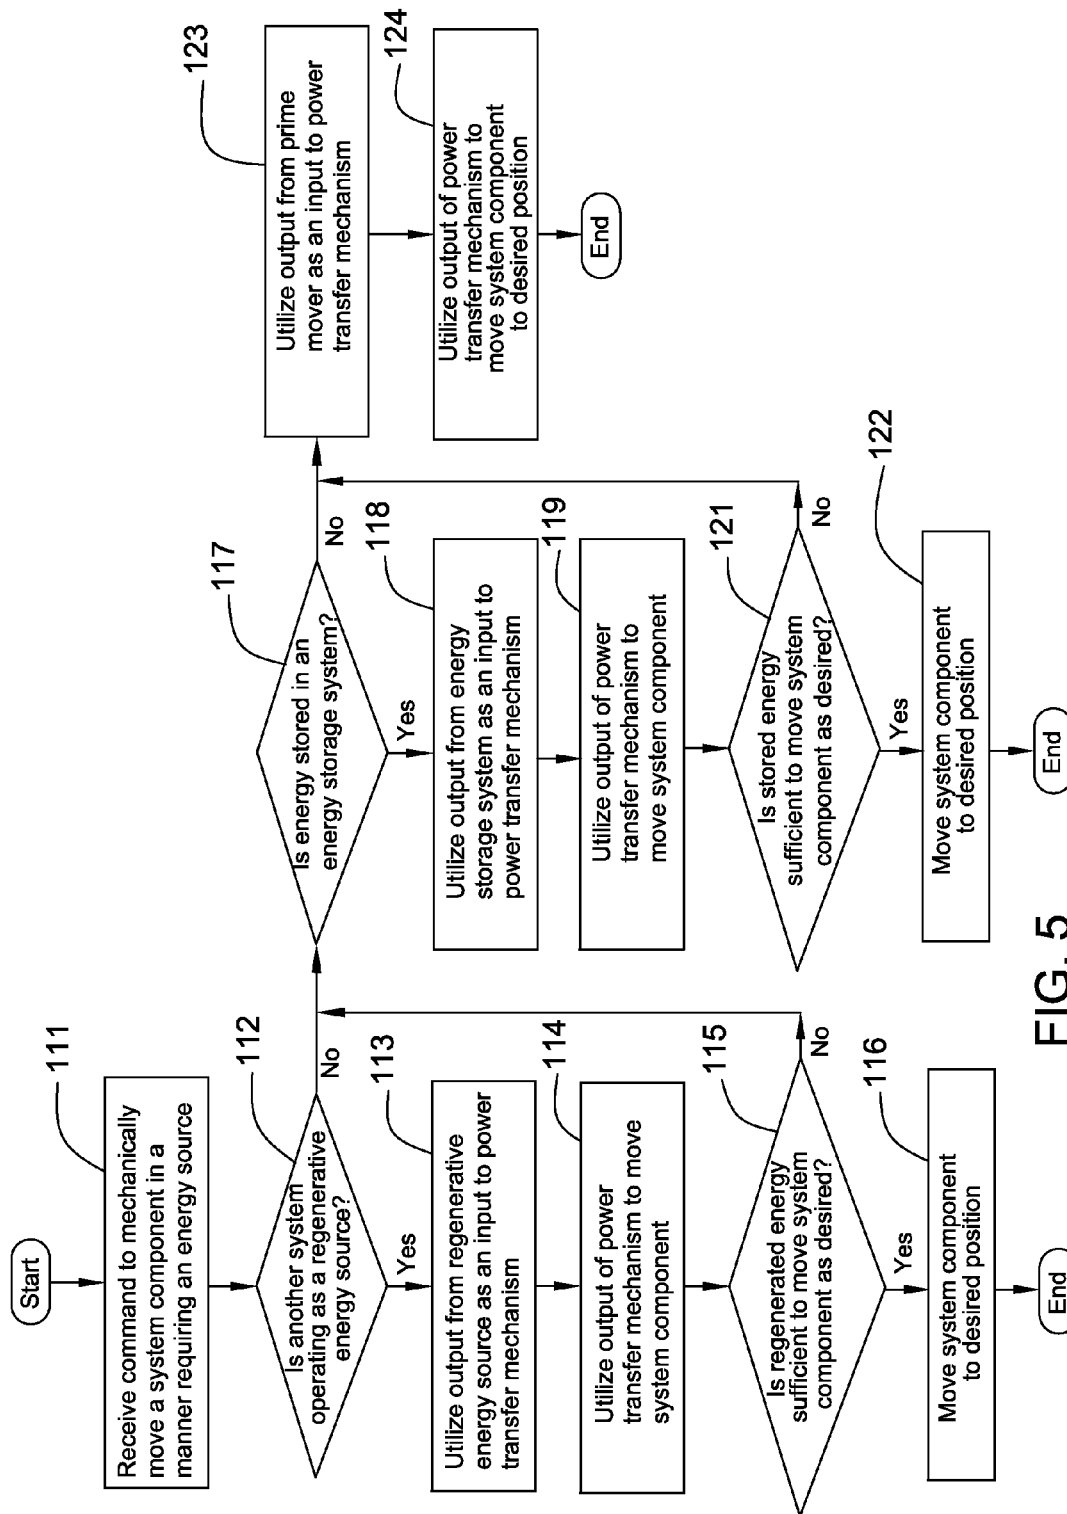 Start
111
Receive command to mechanically
move a system component in a
manner requiring an energy source
112
Is another system
operating as a regenerative
energy source?
No
Yes
113
Utilize output from regenerative
energy source as an input to power
transfer mechanism
114
Utilize output of power
transfer mechanism to move
system component
115
Is regenerated energy
sufficient to move system
component as desired?
No
Yes
116
Move system component
to desired position
End
117
Is energy stored in an
energy storage system?
No
Yes
118
Utilize output from energy
storage system as an input to
power transfer mechanism
119
Utilize output of power
transfer mechanism to
move system component
121
Is stored energy
sufficient to move system
component as desired?
No
Yes
122
Move system component
to desired position
End
123
Utilize output from prime
mover as an input to power
transfer mechanism
124
Utilize output of power
transfer mechanism to
move system component
to desired position
End
FIG. 5